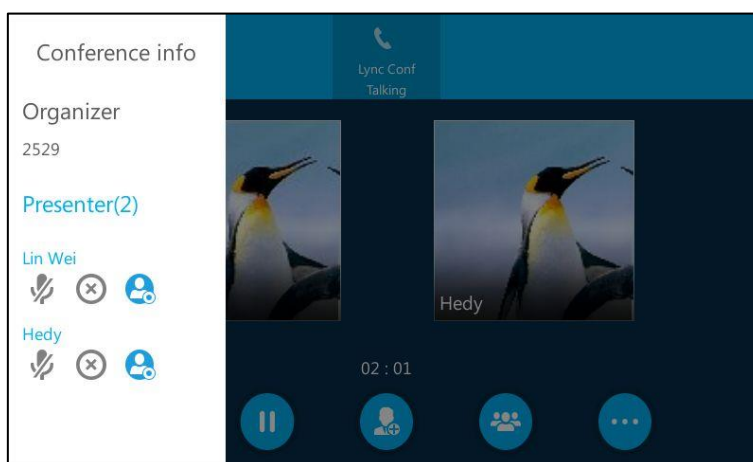 Conference info
Organizer
2529
Presenter(2)
Lin Wei
Hedy
Lync Conf
Talking
Hedy
02 : 01